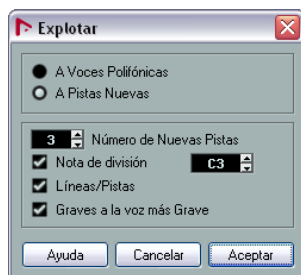 Explotar
A Voces Polifónicas
A Pistas Nuevas
3 Número de Nuevas Pistas
Nota de división C3
Líneas/Pistas
Graves a la voz más Grave
Ayuda Cancelar Aceptar